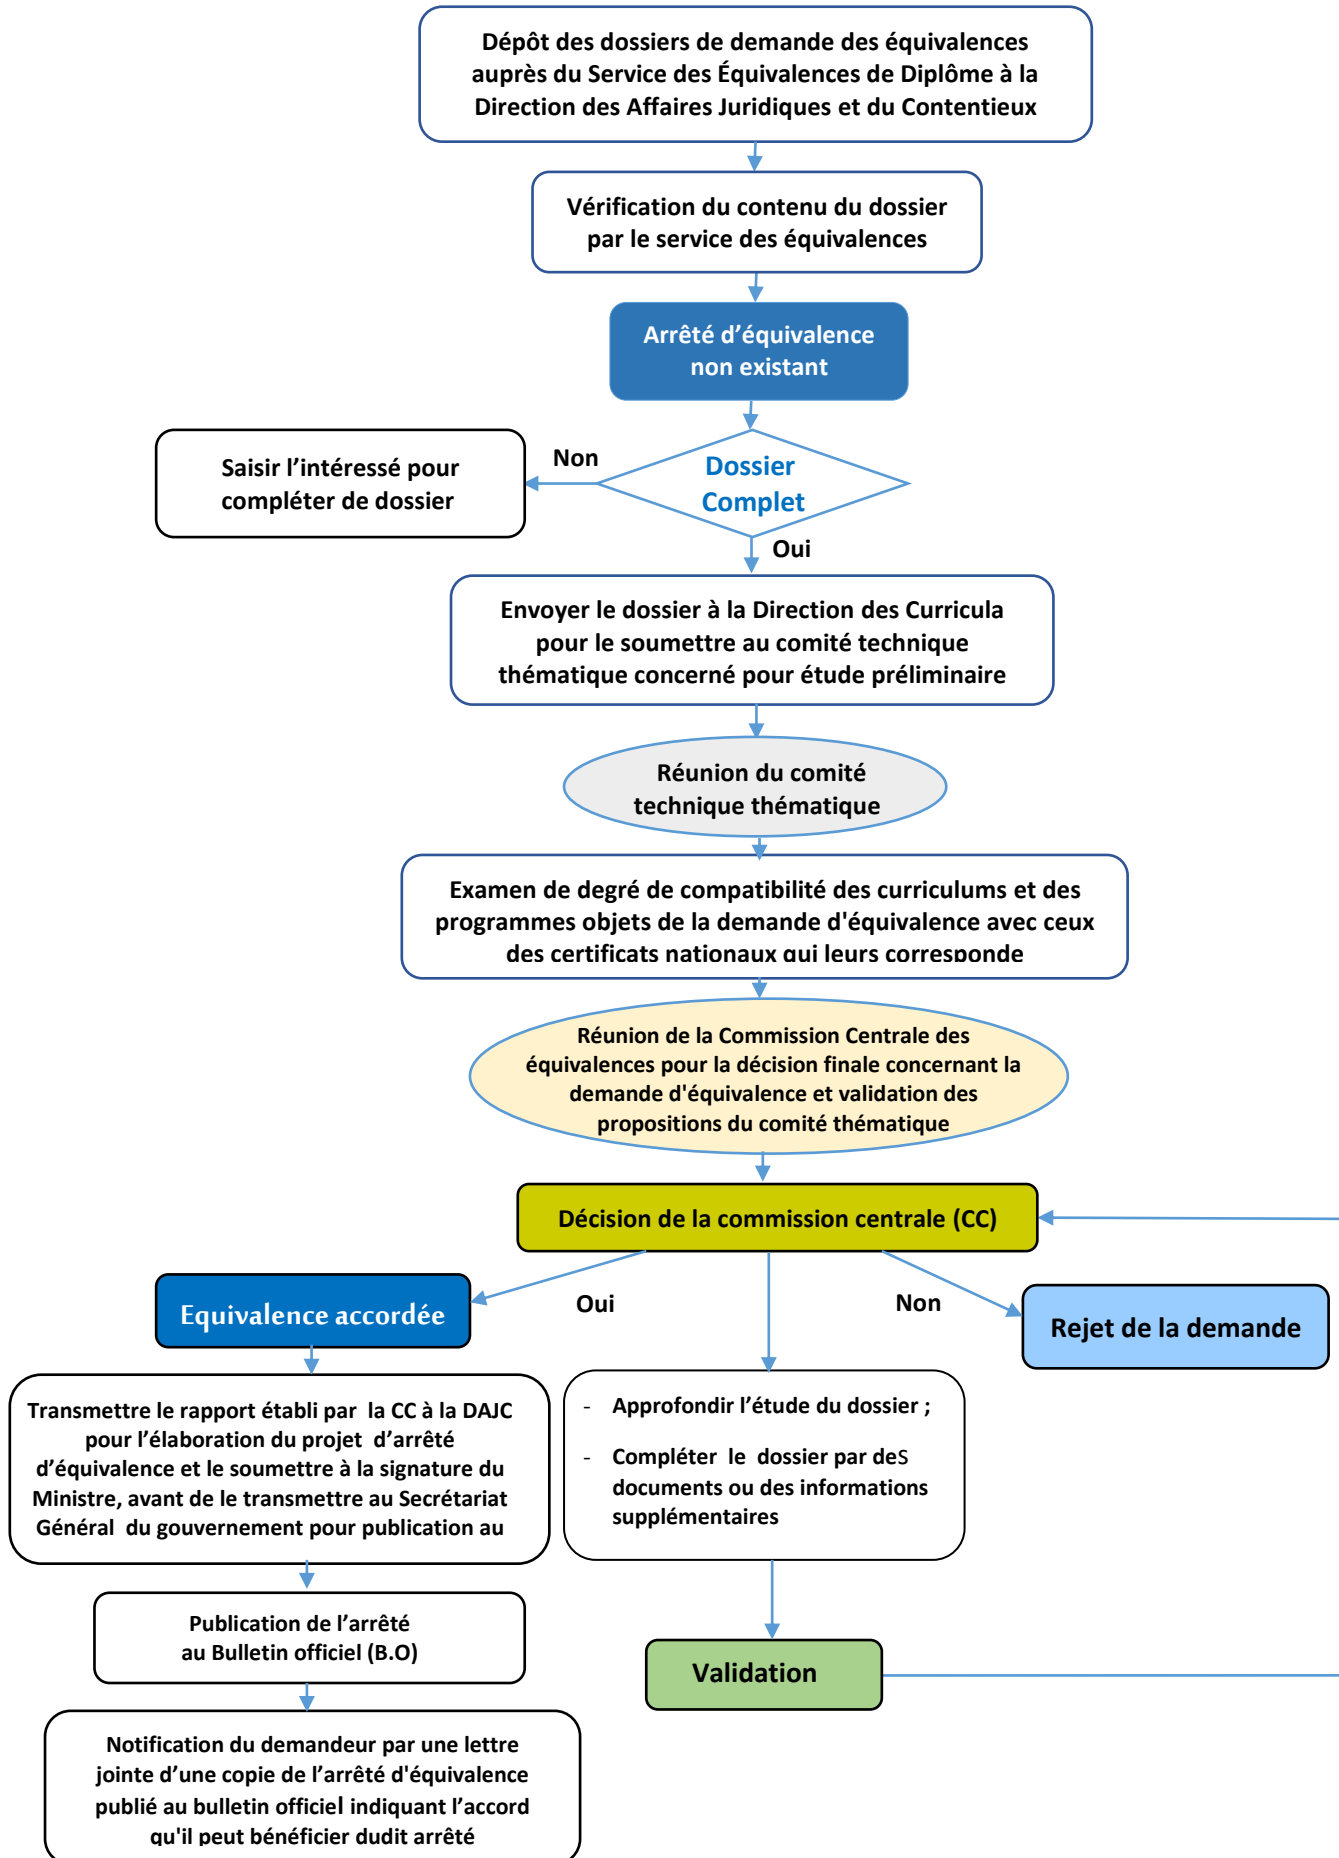 Dépôt des dossiers de demande des équivalences
auprès du Service des Équivalences de Diplôme à la
Direction des Affaires Juridiques et du Contentieux
Vérification du contenu du dossier
par le service des équivalences
Arrêté d’équivalence
non existant
Dossier
Complet
Non
Saisir l’intéressé pour
compléter de dossier
Oui
Envoyer le dossier à la Direction des Curricula
pour le soumettre au comité technique
thématique concerné pour étude préliminaire
Réunion du comité
technique thématique
Examen de degré de compatibilité des curriculums et des
programmes objets de la demande d'équivalence avec ceux
des certificats nationaux qui leurs corresponde
Réunion de la Commission Centrale des
équivalences pour la décision finale concernant la
demande d'équivalence et validation des
propositions du comité thématique
Décision de la commission centrale (CC)
Equivalence accordée
Oui
Non
Rejet de la demande
Transmettre le rapport établi par la CC à la DAJC
pour l’élaboration du projet d’arrêté
d’équivalence et le soumettre à la signature du
Ministre, avant de le transmettre au Secrétariat
Général du gouvernement pour publication au
- Approfondir l’étude du dossier ;
- Compléter le dossier par des
documents ou des informations
supplémentaires
Publication de l’arrêté
au Bulletin officiel (B.O)
Validation
Notification du demandeur par une lettre
jointe d’une copie de l’arrêté d'équivalence
publié au bulletin officiel indiquant l’accord
qu'il peut bénéficier dudit arrêté